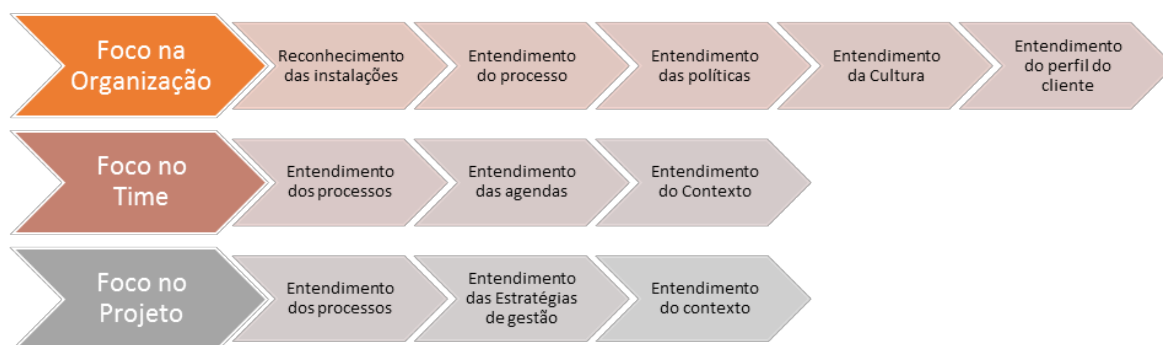 Foco na
Organização
Reconhecimento
das instalações
Entendimento
do processo
Entendimento
das políticas
Entendimento
da Cultura
Entendimento
do perfil do
cliente
Foco no
Time
Entendimento
dos processos
Entendimento
das agendas
Entendimento
do Contexto
Foco no
Projeto
Entendimento
dos processos
Entendimento
das Estratégias
de gestão
Entendimento
do contexto